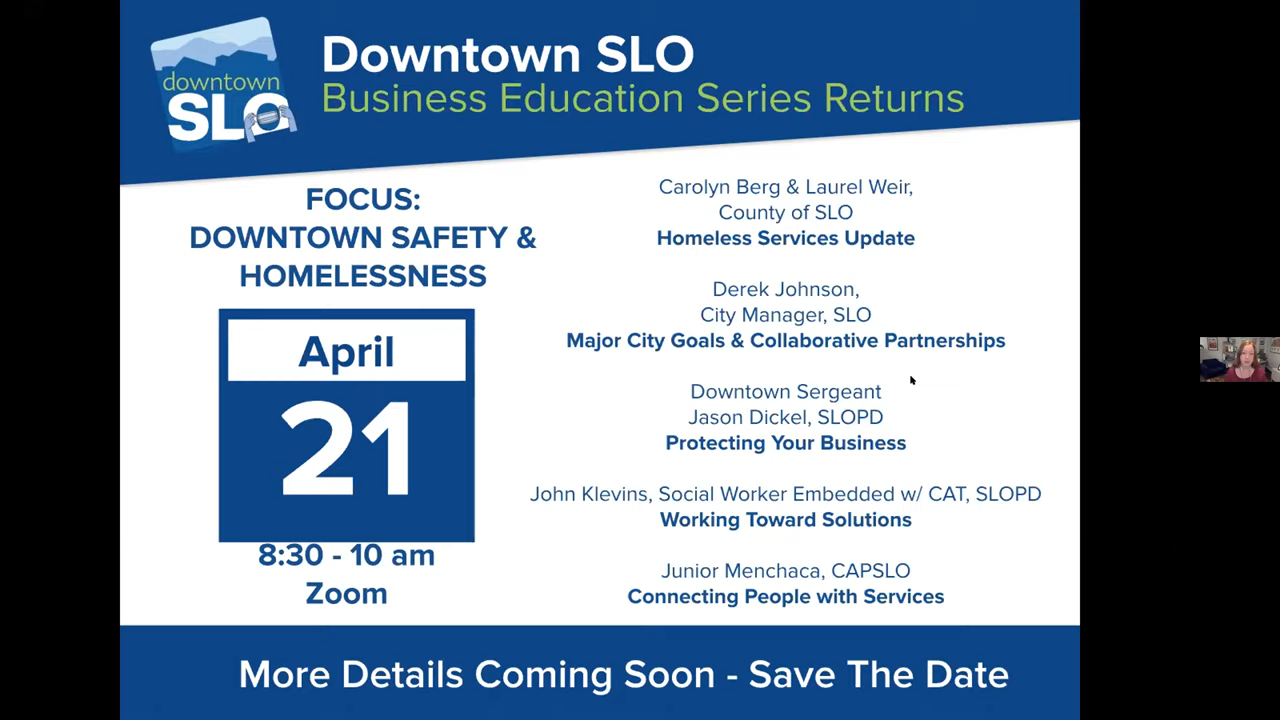 downtown
SLO
Downtown SLO
Business Education Series Returns
FOCUS:
DOWNTOWN SAFETY &
HOMELESSNESS
April
21
8:30 - 10 am
Zoom
Carolyn Berg & Laurel Weir,
County of SLO
Homeless Services Update
Derek Johnson,
City Manager, SLO
Major City Goals & Collaborative Partnerships
Downtown Sergeant
Jason Dickel, SLOPD
Protecting Your Business
John Klevins, Social Worker Embedded w/ CAT, SLOPD
Working Toward Solutions
Junior Menchaca, CAPSLO
Connecting People with Services
More Details Coming Soon - Save The Date